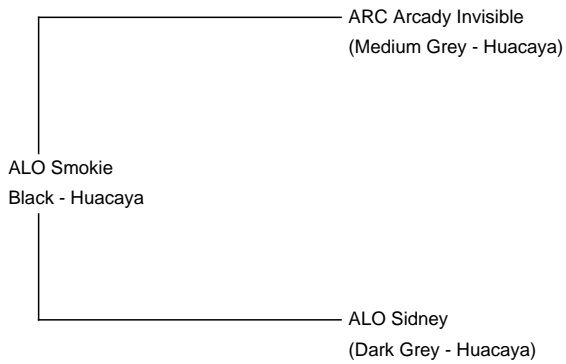 ARC Arcady Invisible
(Medium Grey - Huacaya)
ALO Smokie
Black - Huacaya
ALO Sidney
(Dark Grey - Huacaya)